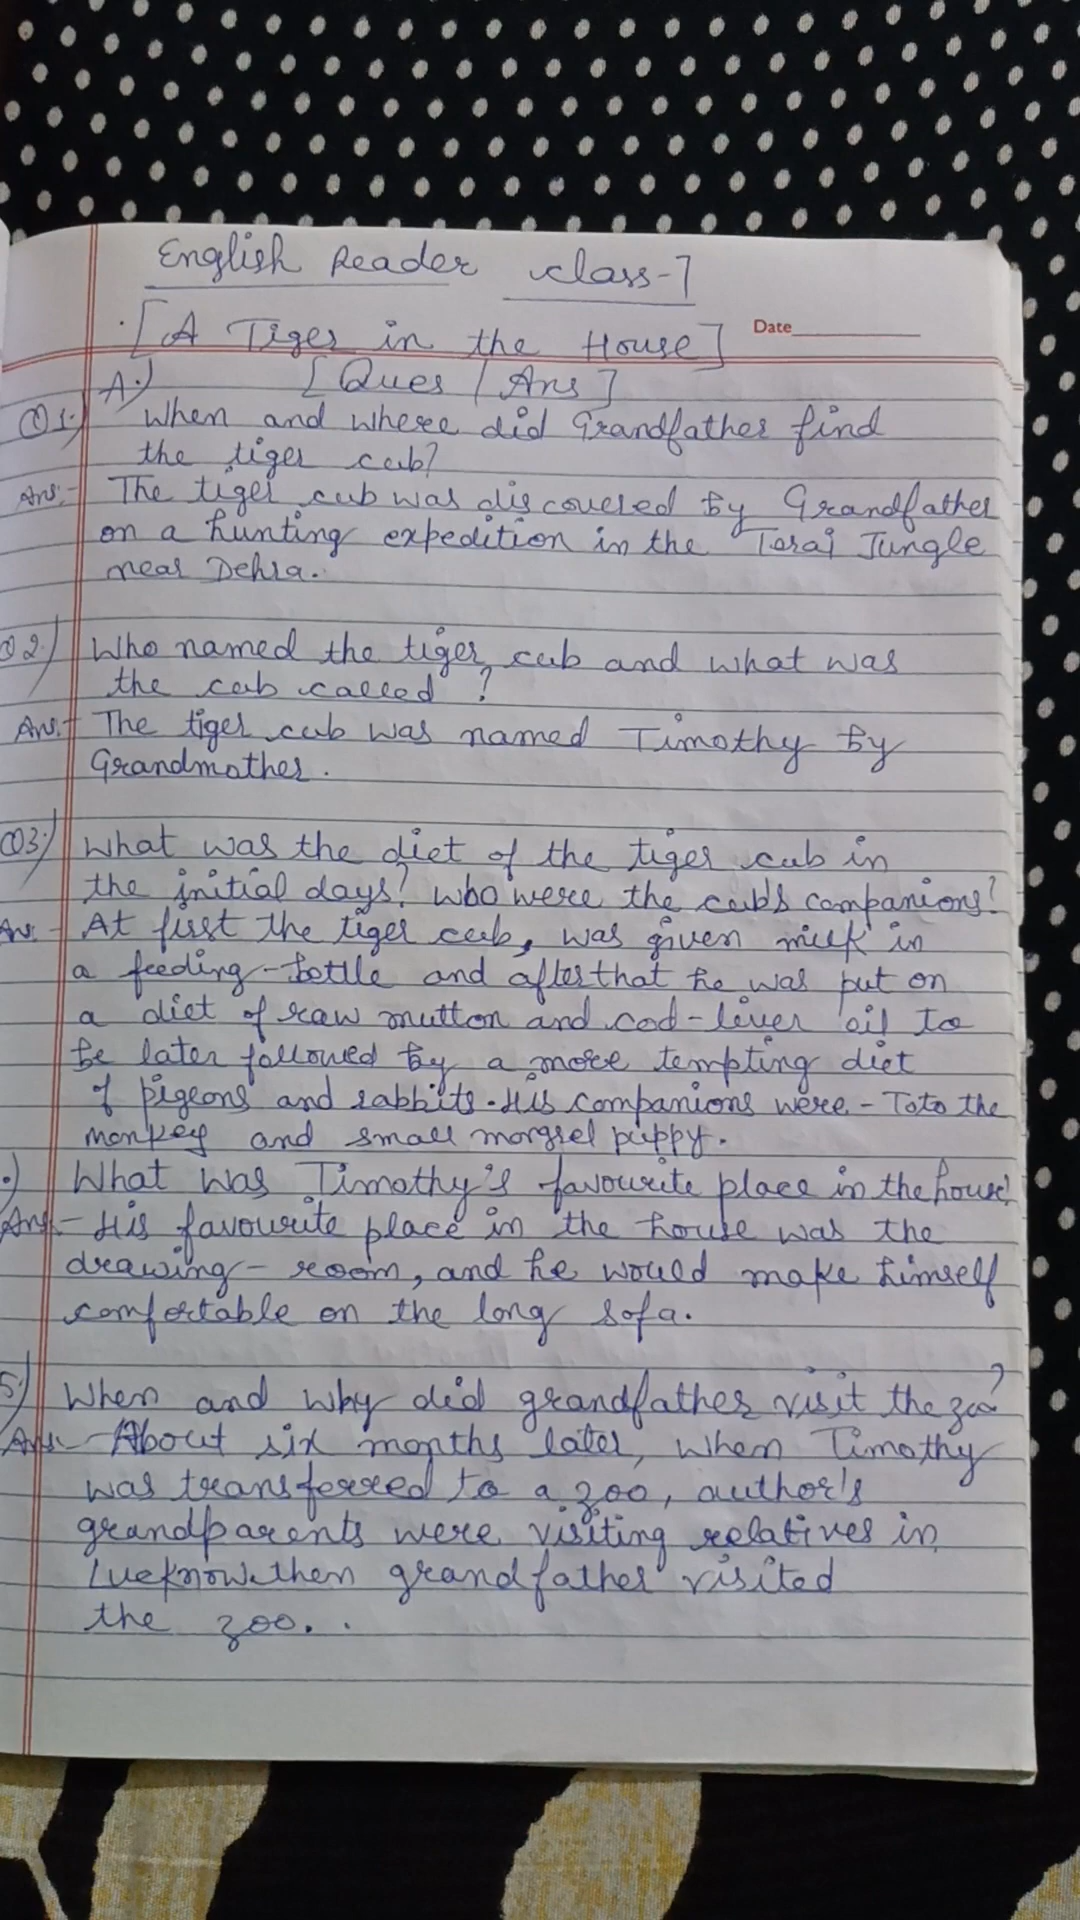 English Reader class-7
[A Tiger in the House]
Date
A.) [Ques / Ans]
Q1.) When and where did Grandfather find
the tiger cub?
Ans:- The tiger cub was discovered by Grandfather
on a hunting expedition in the Terai Jungle
near Dehra.
Q2.) Who named the tiger cub and what was
the cub called?
Ans:- The tiger cub was named Timothy by
Grandmother.
Q3.) What was the diet of the tiger cub in
the initial days? Who were the cub's companions?
Ans:- At first the tiger cub, was given milk in
a feeding-bottle and after that he was put on
a diet of raw mutton and cod-liver oil to
be later followed by a more tempting diet
of pigeons and rabbits. His companions were - Toto the
monkey and small mongrel puppy.
.) What was Timothy's favourite place in the house?
Ans:- His favourite place in the house was the
drawing-room, and he would make himself
comfortable on the long sofa.
5.) When and why did grandfather visit the zoo?
Ans:- About six months later, when Timothy
was transferred to a zoo, author's
grandparents were visiting relatives in
Lucknow.then grandfather visited
the zoo..